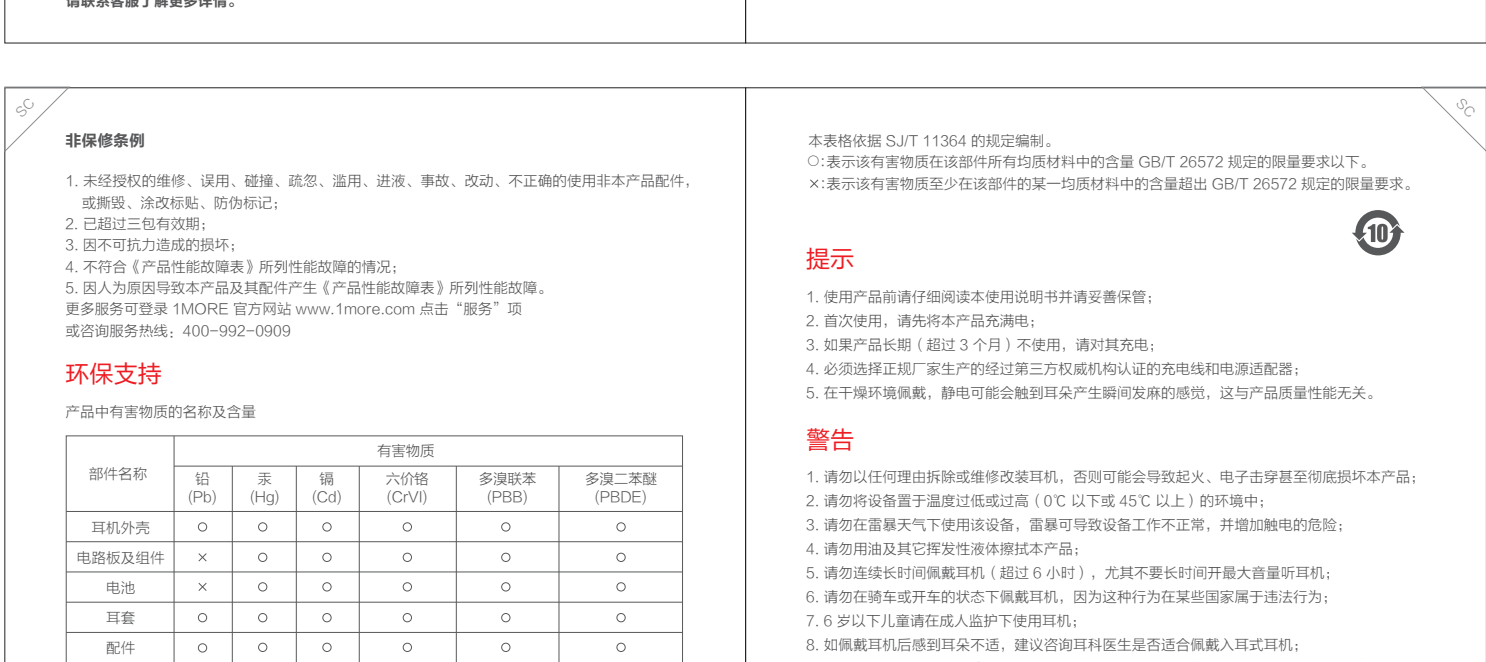 请联系客服了解更多详情。
SC
非保修条例
1. 未经授权的维修、误用、碰撞、疏忽、滥用、进液、事故、改动、不正确的使用非本产品配件,
或撕毁、涂改标贴、防伪标记；
2. 已超过三包有效期；
3. 因不可抗力造成的损坏；
4. 不符合《产品性能故障表》所列性能故障的情况；
5. 因人为原因导致本产品及其配件产生《产品性能故障表》所列性能故障。
更多服务可登录 1MORE 官方网站 www.1more.com 点击“服务”项
或咨询服务热线：400-992-0909
环保支持
产品中有害物质的名称及含量
部件名称 有害物质
铅 汞 镉 六价铬 多溴联苯 多溴二苯醚
(Pb) (Hg) (Cd) (CrVI) (PBB) (PBDE)
耳机外壳 ○ ○ ○ ○ ○ ○
电路板及组件 × ○ ○ ○ ○ ○
电池 × ○ ○ ○ ○ ○
耳套 ○ ○ ○ ○ ○ ○
配件 ○ ○ ○ ○ ○ ○
SC
本表格依据 SJ/T 11364 的规定编制。
○:表示该有害物质在该部件所有均质材料中的含量 GB/T 26572 规定的限量要求以下。
×:表示该有害物质至少在该部件的某一均质材料中的含量超出 GB/T 26572 规定的限量要求。
10
提示
1. 使用产品前请仔细阅读本使用说明书并请妥善保管；
2. 首次使用，请先将本产品充满电；
3. 如果产品长期（超过 3 个月）不使用，请对其充电；
4. 必须选择正规厂家生产的经过第三方权威机构认证的充电线和电源适配器；
5. 在干燥环境佩戴，静电可能会触到耳朵产生瞬间发麻的感觉，这与产品质量性能无关。
警告
1. 请勿以任何理由拆除或维修改装耳机，否则可能会导致起火、电子击穿甚至彻底损坏本产品；
2. 请勿将设备置于温度过低或过高（0℃ 以下或 45℃ 以上）的环境中；
3. 请勿在雷暴天气下使用该设备，雷暴可导致设备工作不正常，并增加触电的危险；
4. 请勿用油及其它挥发性液体擦拭本产品；
5. 请勿连续长时间佩戴耳机（超过 6 小时），尤其不要长时间开最大音量听耳机；
6. 请勿在骑车或开车的状态下佩戴耳机，因为这种行为在某些国家属于违法行为；
7. 6 岁以下儿童请在成人监护下使用耳机；
8. 如佩戴耳机后感到耳朵不适，建议咨询耳科医生是否适合佩戴入耳式耳机；